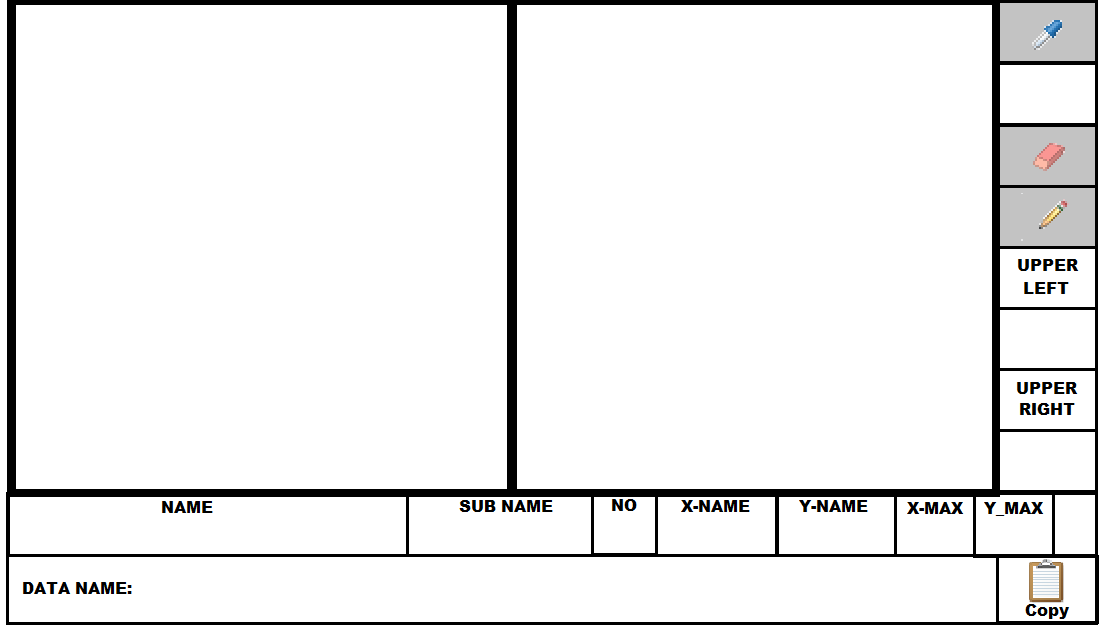 UPPER
LEFT
UPPER
RIGHT
NAME
SUB NAME
NO
X-NAME
Y-NAME
X-MAX
Y_MAX
DATA NAME:
Copy